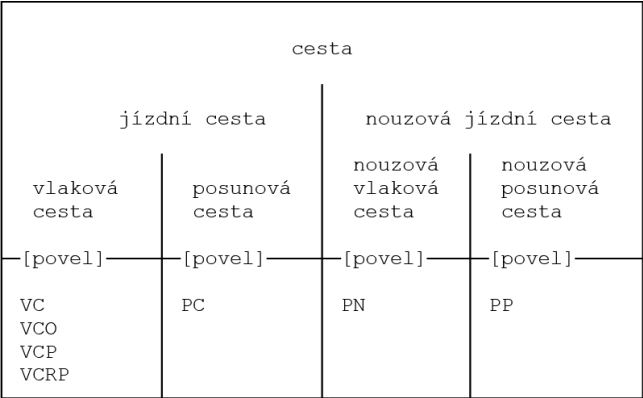 cesta
jízdní cesta
nouzová jízdní cesta
vlaková
cesta
posunová
cesta
nouzová
vlaková
cesta
nouzová
posunová
cesta
[povel]
[povel]
[povel]
[povel]
VC
VCO
VCP
VCRP
PC
PN
PP